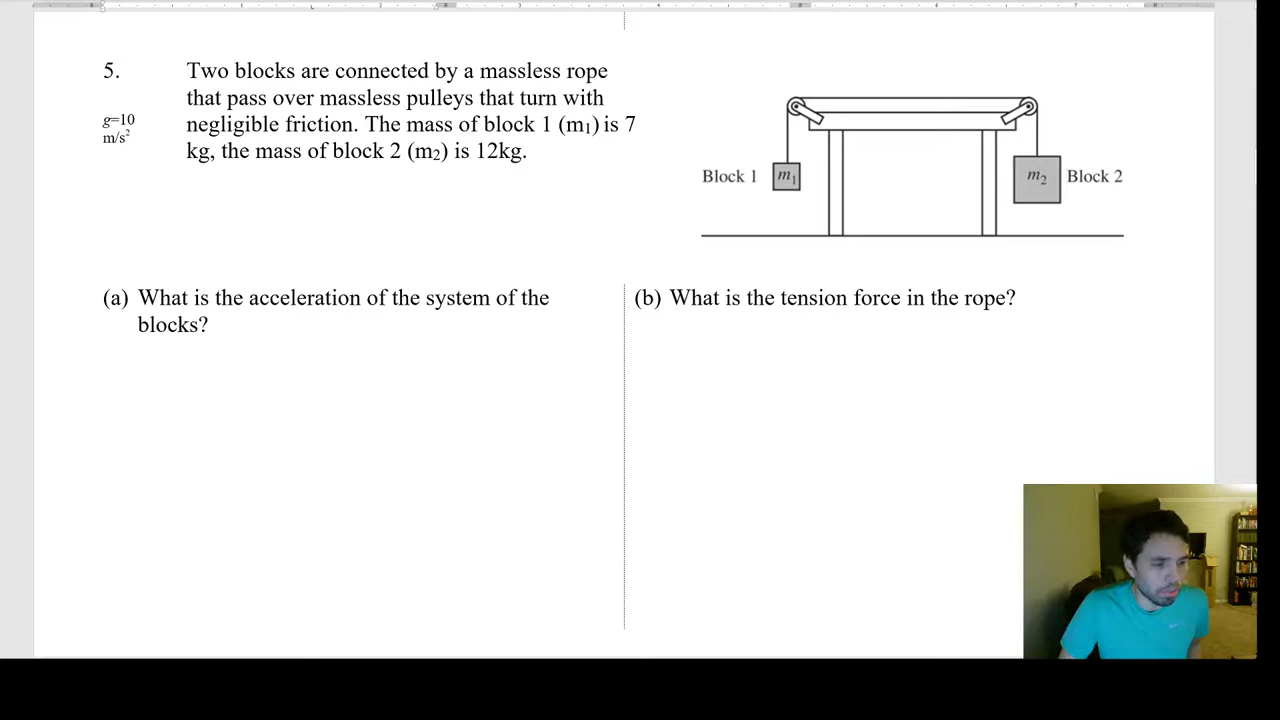 5.
Two blocks are connected by a massless rope
that pass over massless pulleys that turn with
negligible friction. The mass of block 1 (m₁) is 7
kg, the mass of block 2 (m₂) is 12kg.
g=10
m/s²
Block 1
m₁
m₂
Block 2
(a) What is the acceleration of the system of the
blocks?
(b) What is the tension force in the rope?